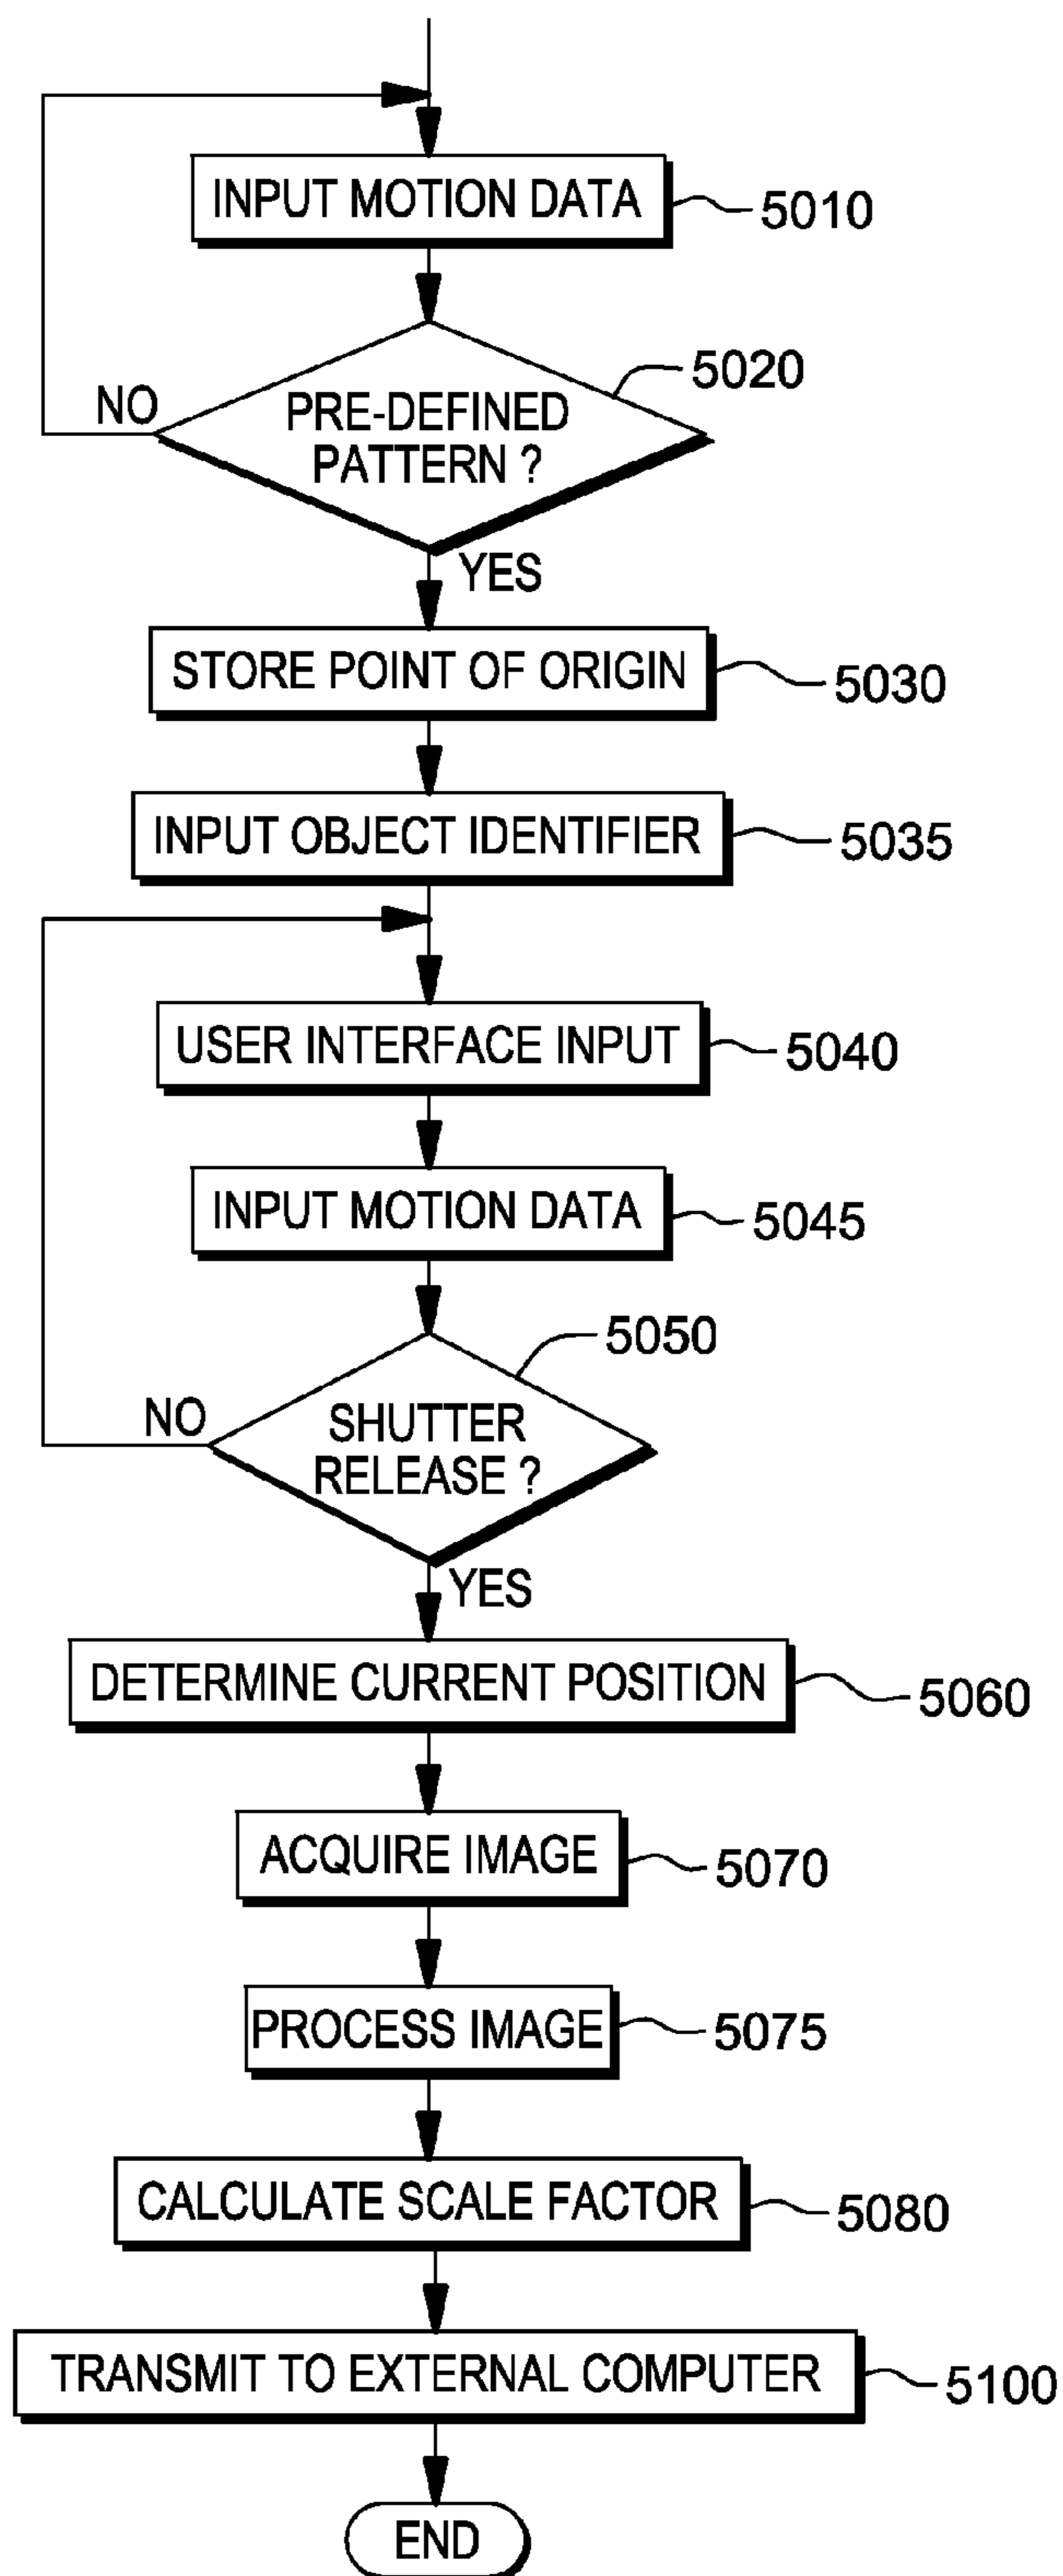 INPUT MOTION DATA
5010
5020
NO
PRE-DEFINED
PATTERN ?
YES
STORE POINT OF ORIGIN
5030
INPUT OBJECT IDENTIFIER
5035
USER INTERFACE INPUT
5040
INPUT MOTION DATA
5045
5050
NO
SHUTTER
RELEASE ?
YES
DETERMINE CURRENT POSITION
5060
ACQUIRE IMAGE
5070
PROCESS IMAGE
5075
CALCULATE SCALE FACTOR
5080
TRANSMIT TO EXTERNAL COMPUTER
5100
END